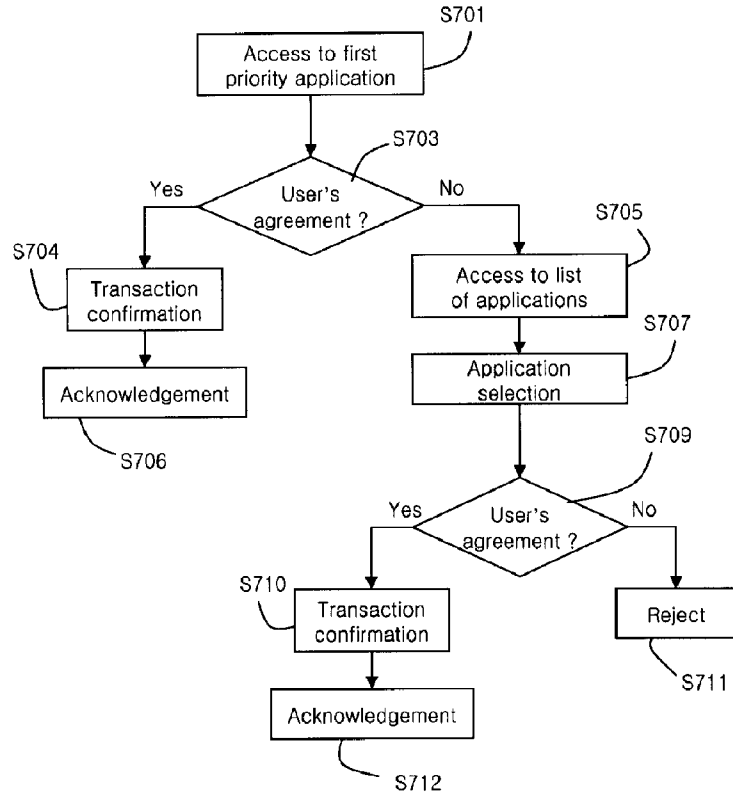 S701
Access to first
priority application
S703
Yes
User's
agreement ?
No
S705
S704
Transaction
confirmation
Access to list
of applications
S707
Acknowledgement
Application
selection
S706
S709
Yes
User's
agreement ?
No
S710
Transaction
confirmation
Reject
S711
Acknowledgement
S712